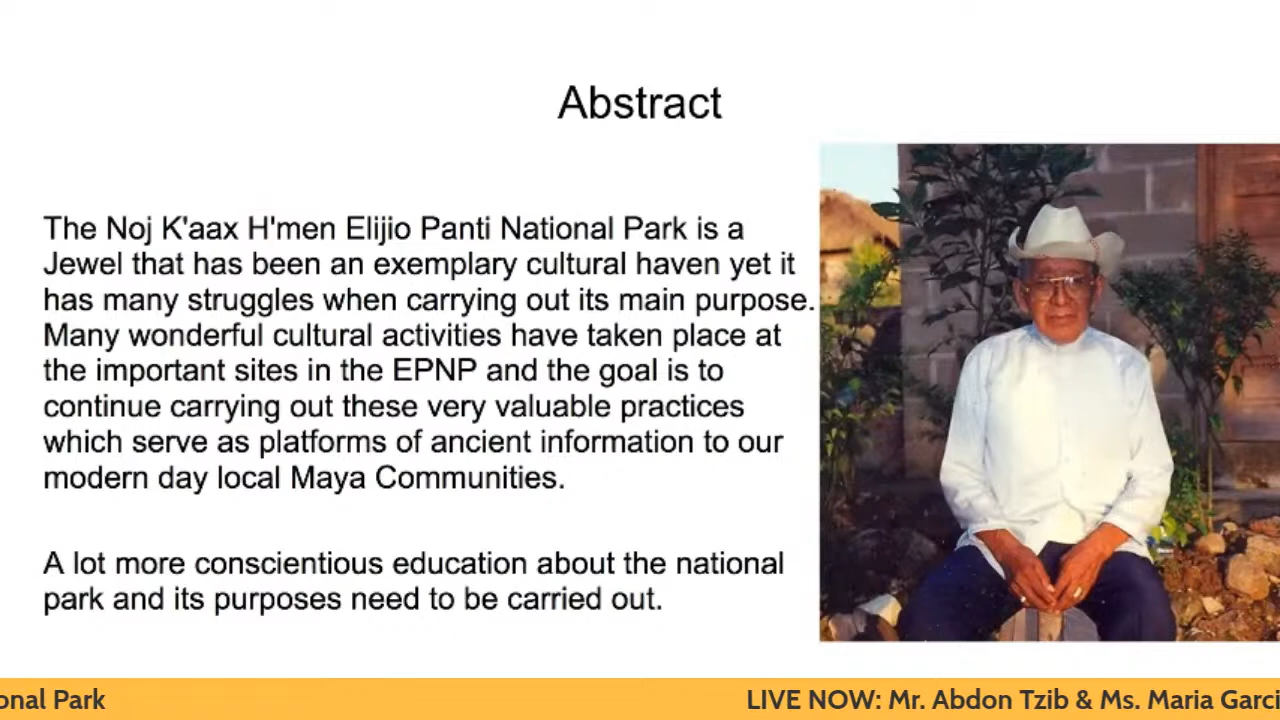 Abstract
The Noj K'aax H'men Elijio Panti National Park is a
Jewel that has been an exemplary cultural haven yet it
has many struggles when carrying out its main purpose.
Many wonderful cultural activities have taken place at
the important sites in the EPNP and the goal is to
continue carrying out these very valuable practices
which serve as platforms of ancient information to our
modern day local Maya Communities.
A lot more conscientious education about the national
park and its purposes need to be carried out.
onal Park LIVE NOW: Mr. Abdon Tzib & Ms. Maria Garci